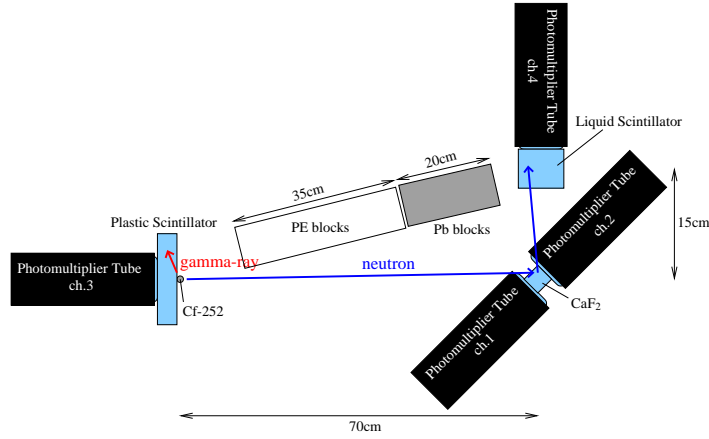 Photomultiplier Tube
ch.4
Liquid Scintillator
20cm
35cm
Photomultiplier Tube
ch.2
15cm
Plastic Scintillator
PE blocks
Pb blocks
gamma-ray
neutron
Photomultiplier Tube
ch.3
Cf-252
CaF₂
Photomultiplier Tube
ch.1
70cm